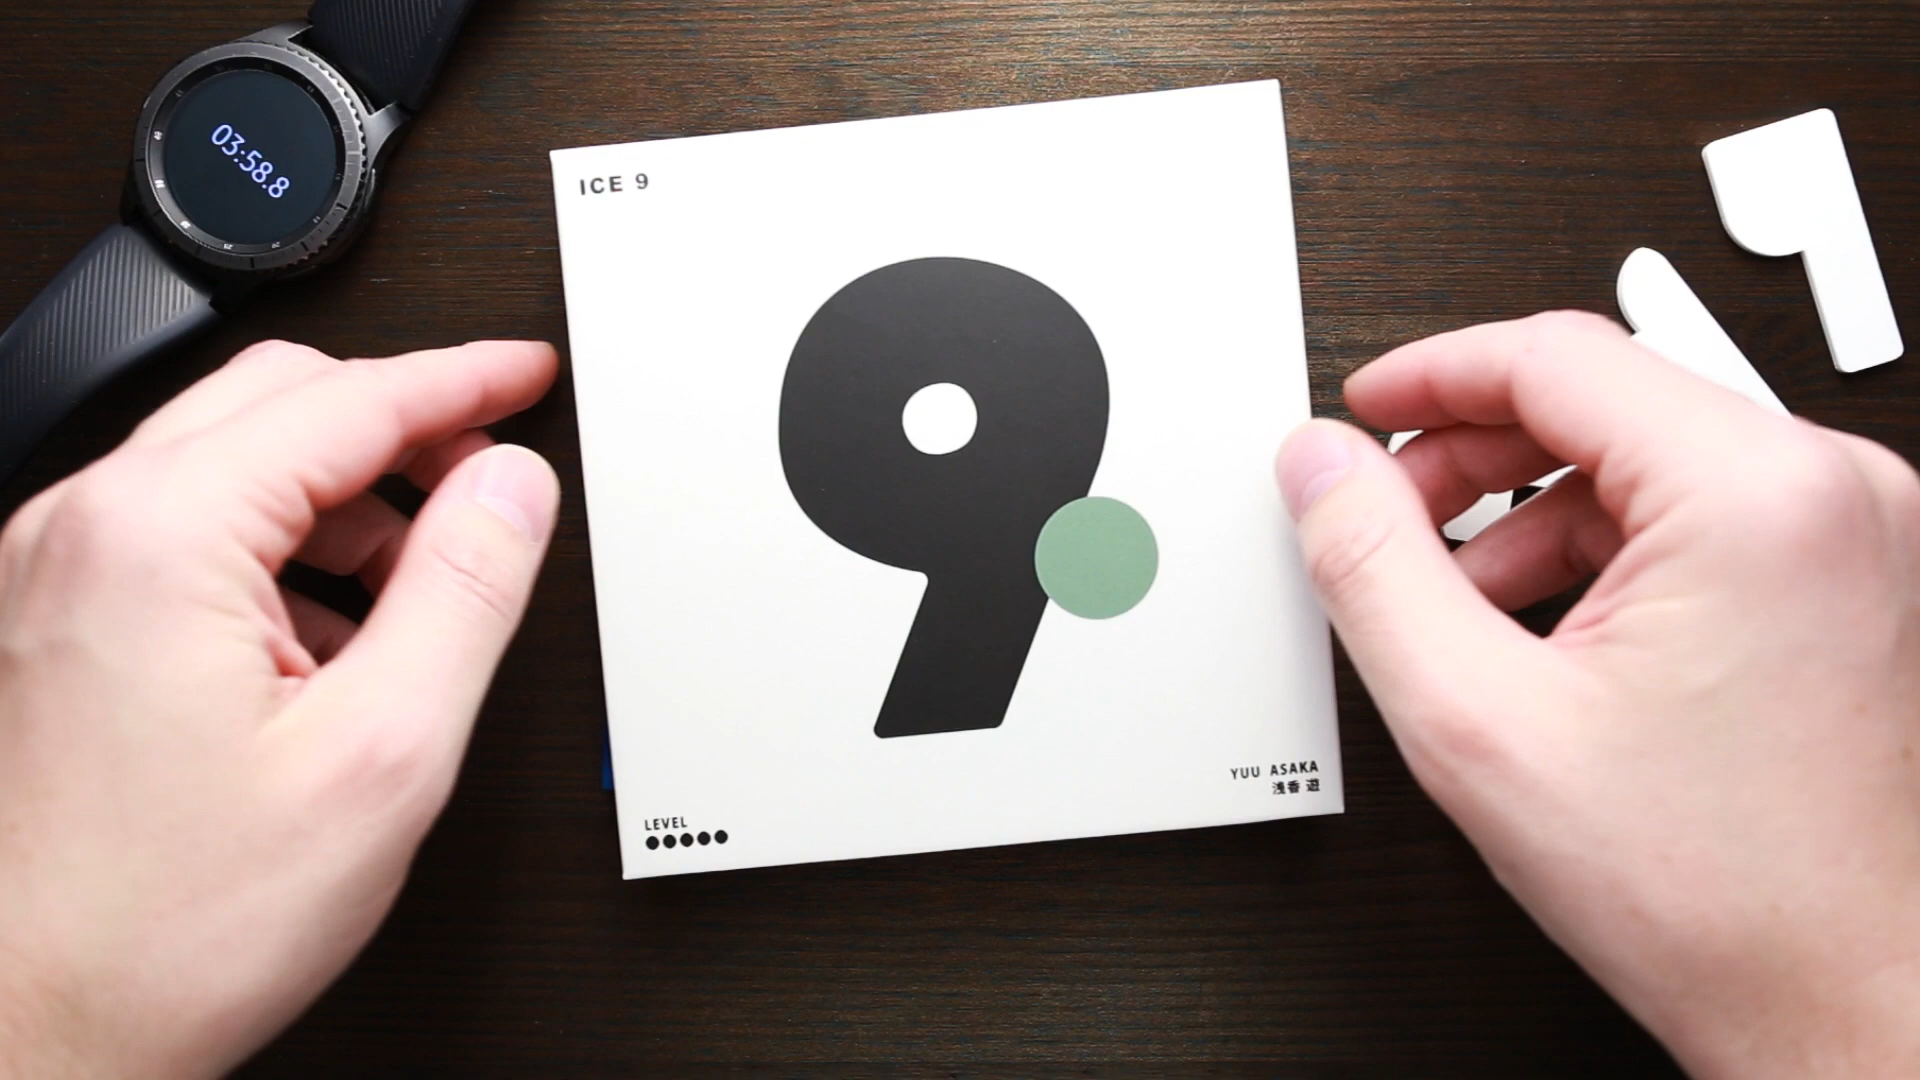 03:58.8
ICE 9
9
LEVEL
YUU ASAKA
浅香 遊